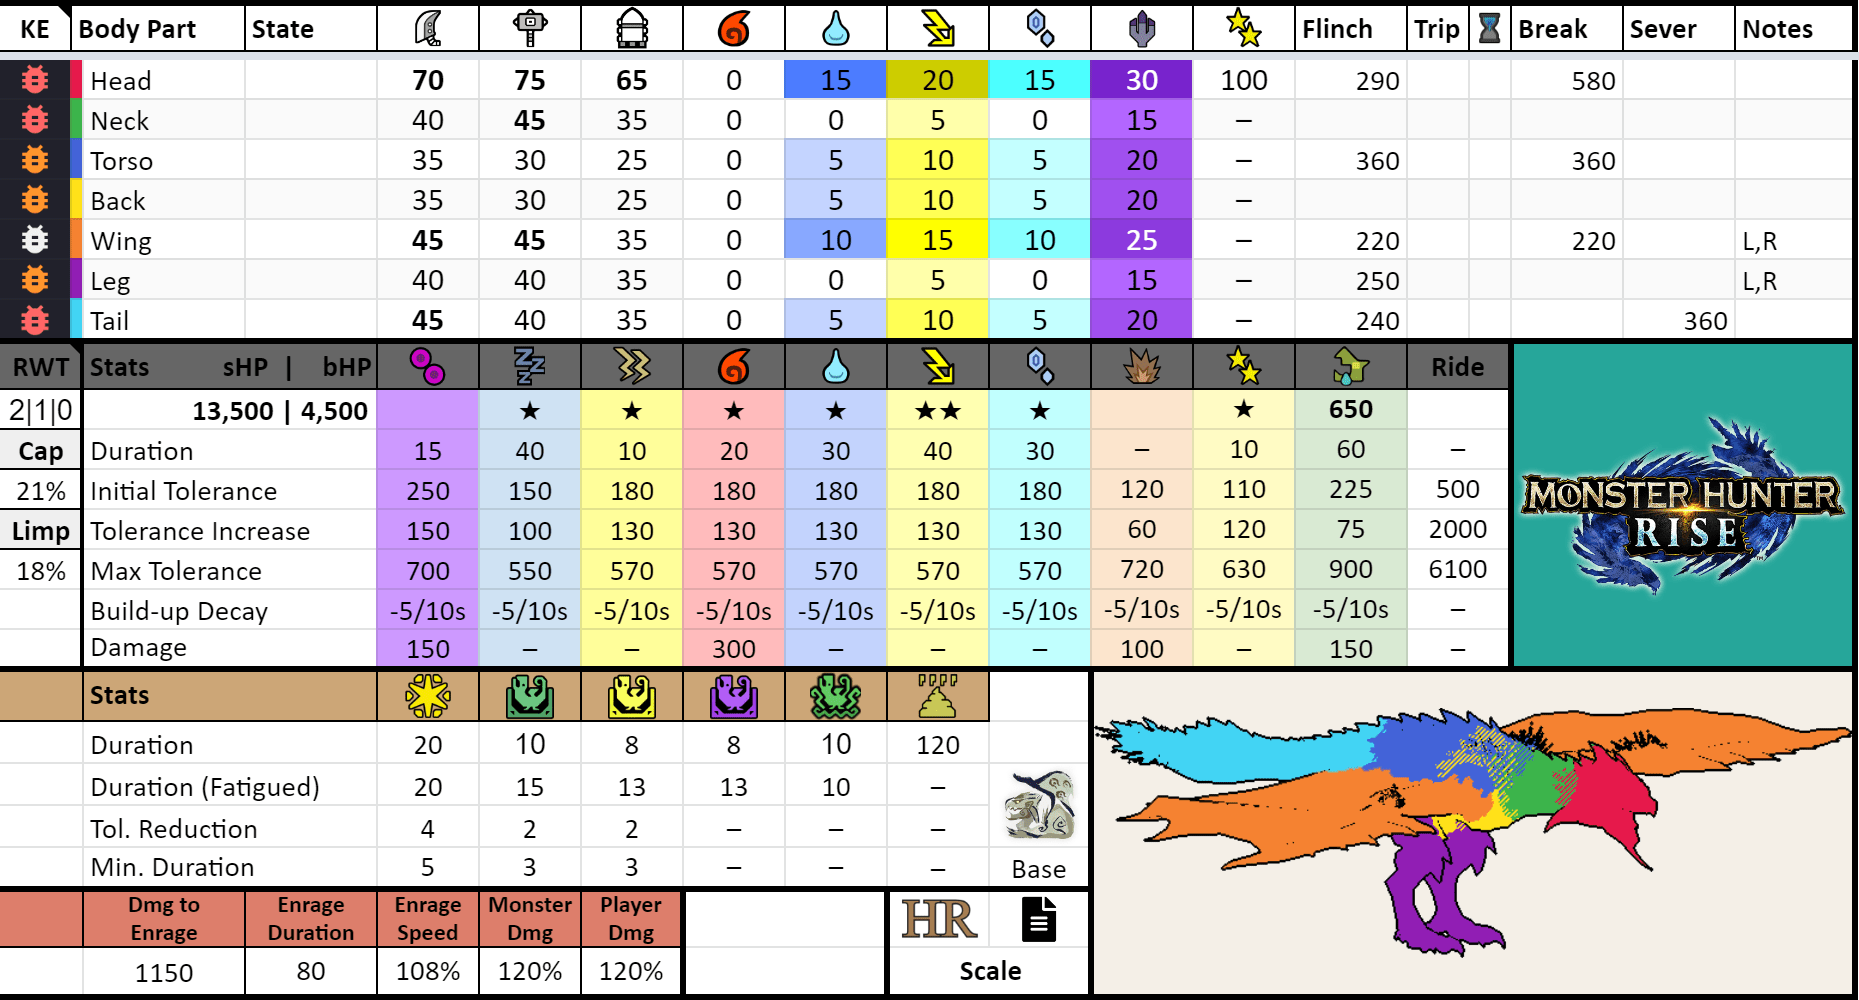 KE Body Part State Flinch Trip Break Sever Notes
Head 70 75 65 0 15 20 15 30 100 290 580
Neck 40 45 35 0 0 5 0 15 –
Torso 35 30 25 0 5 10 5 20 – 360 360
Back 35 30 25 0 5 10 5 20 –
Wing 45 45 35 0 10 15 10 25 – 220 220 L,R
Leg 40 40 35 0 0 5 0 15 – 250 L,R
Tail 45 40 35 0 5 10 5 20 – 240 360
RWT Stats sHP | bHP Ride
2|1|0 13,500 | 4,500 ★ ★ ★ ★ ★★ ★ ★ 650
Cap Duration 15 40 10 20 30 40 30 – 10 60 –
21% Initial Tolerance 250 150 180 180 180 180 180 120 110 225 500
Limp Tolerance Increase 150 100 130 130 130 130 130 60 120 75 2000
18% Max Tolerance 700 550 570 570 570 570 570 720 630 900 6100
Build-up Decay -5/10s -5/10s -5/10s -5/10s -5/10s -5/10s -5/10s -5/10s -5/10s -5/10s –
Damage 150 – – 300 – – – 100 – 150 –
MONSTER HUNTER
RISE
Stats
Duration 20 10 8 8 10 120
Duration (Fatigued) 20 15 13 13 10 –
Tol. Reduction 4 2 2 – – –
Min. Duration 5 3 3 – – – Base
Dmg to Enrage Enrage Monster Player
Enrage Duration Speed Dmg Dmg HR
1150 80 108% 120% 120% Scale